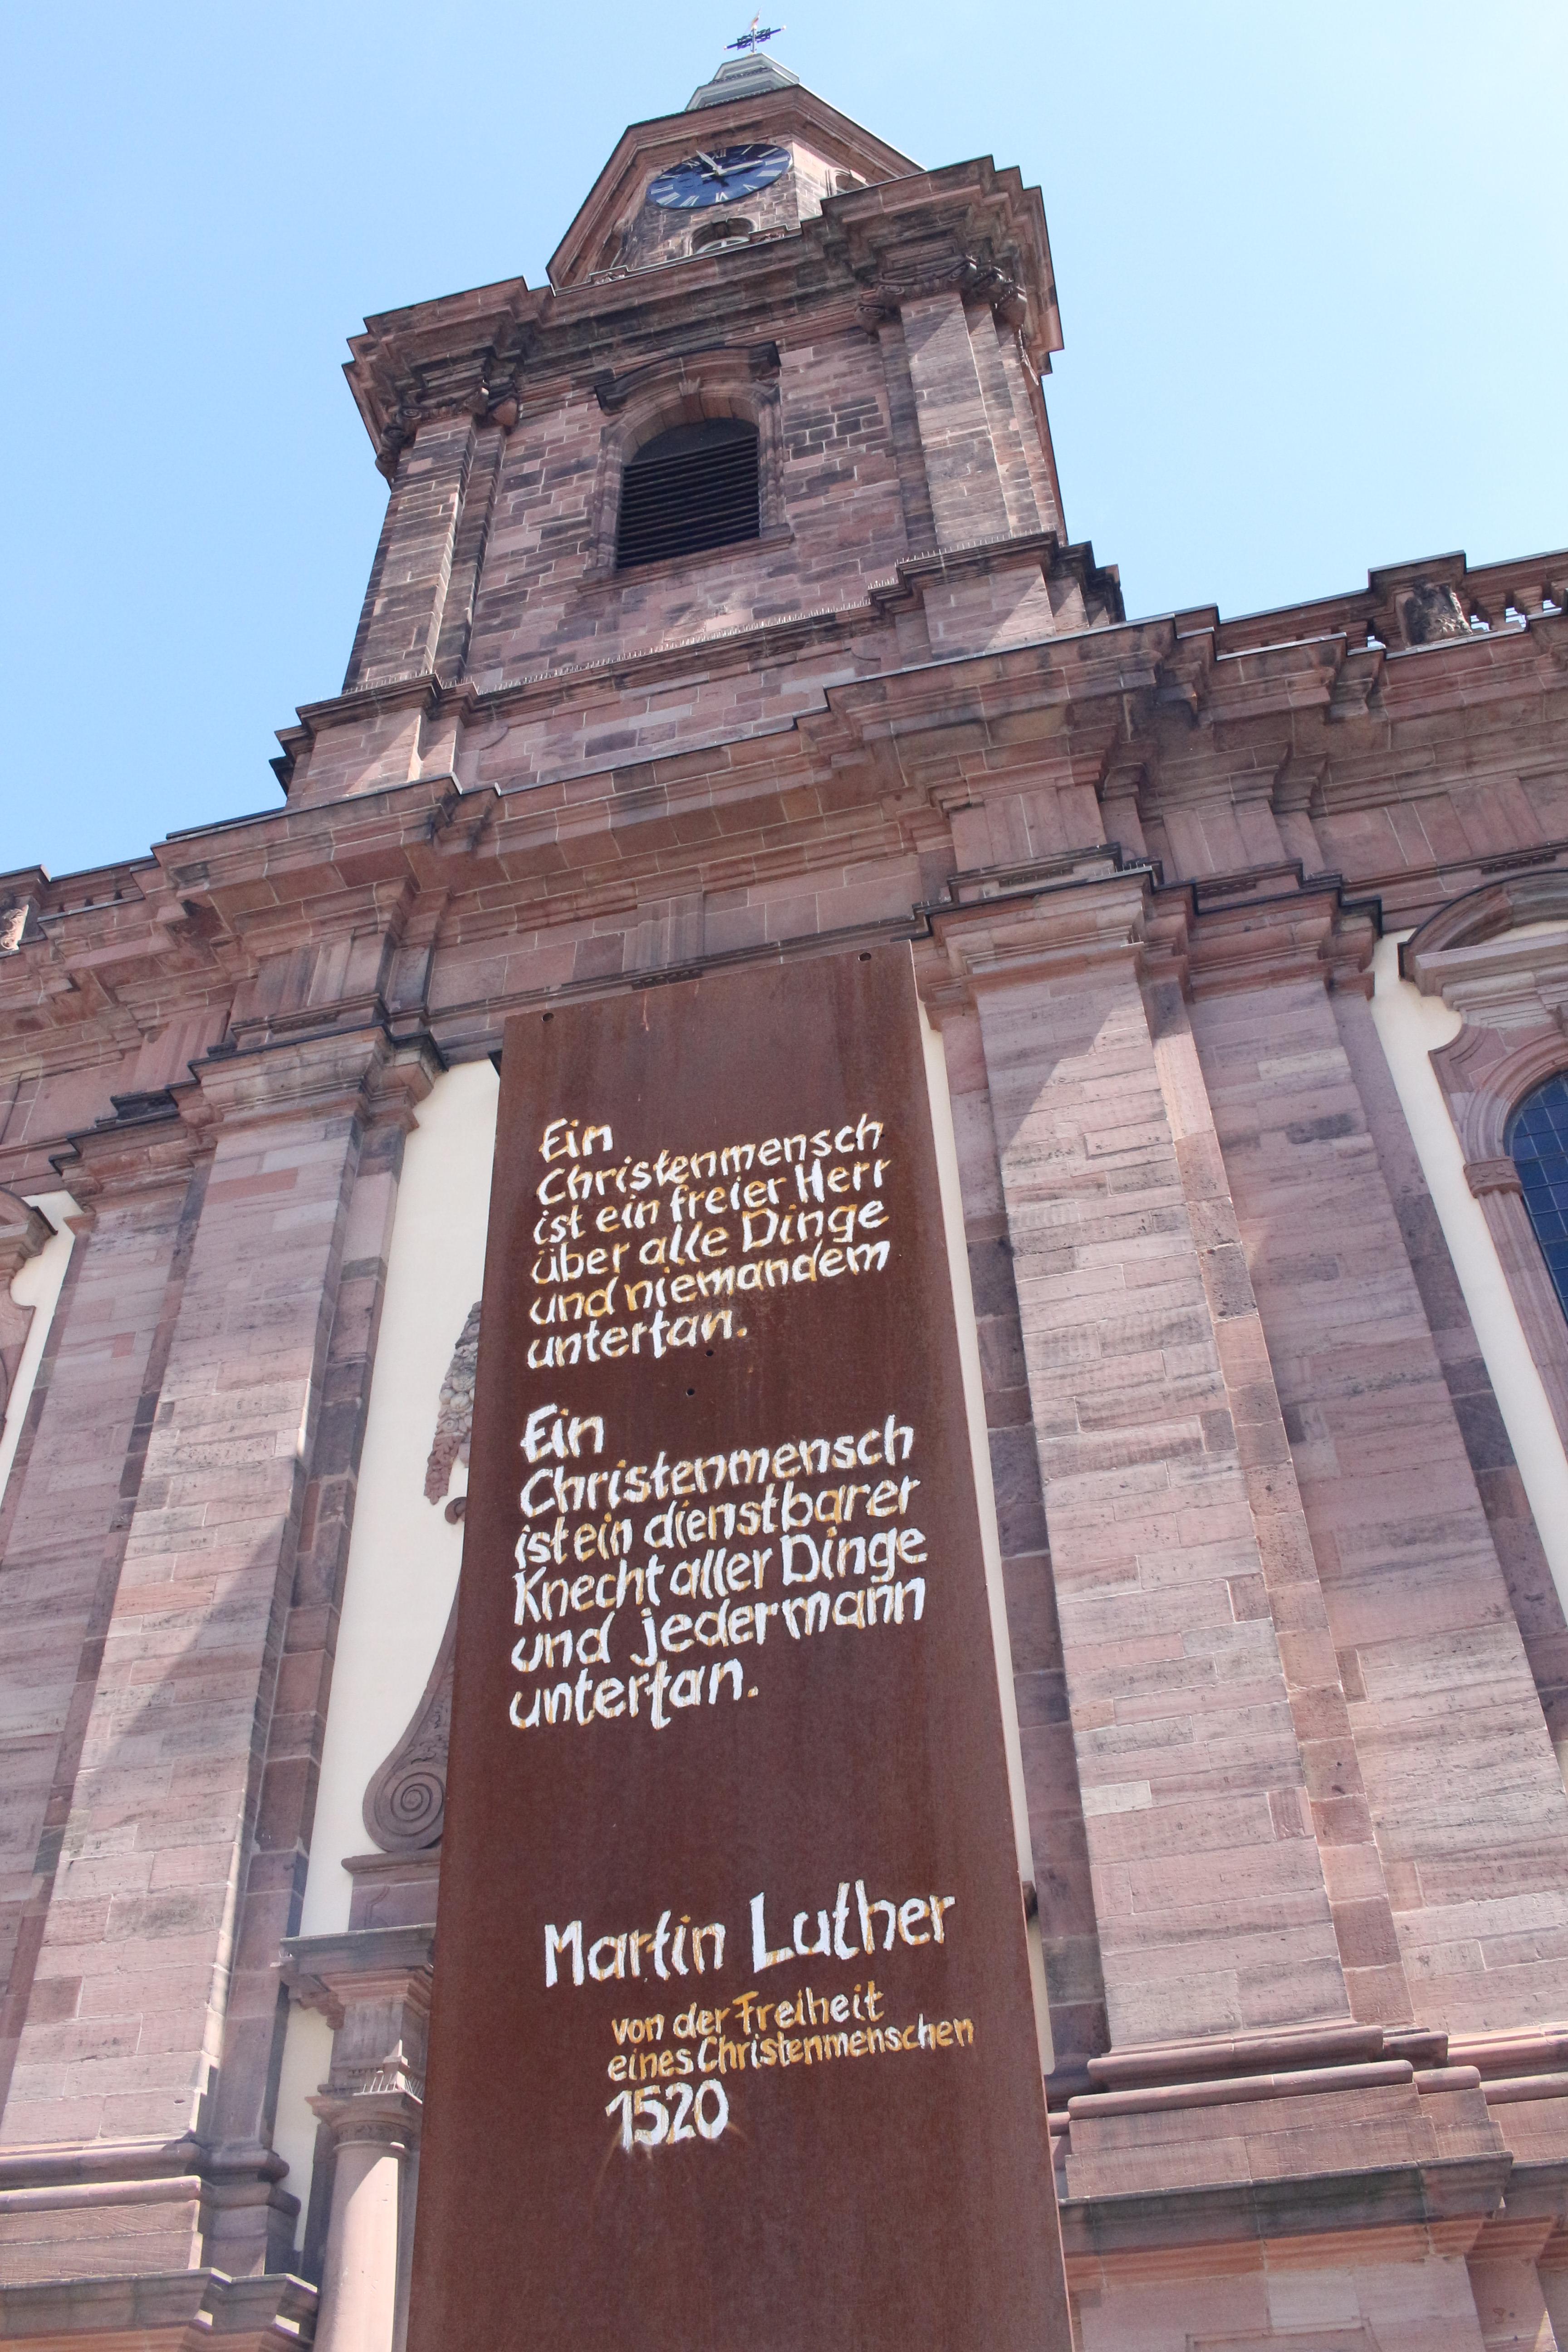 Ein
Christenmensch
ist ein freier Herr
über alle Dinge
und niemandem
untertan.
Ein
Christenmensch
ist ein dienstbarer
Knecht aller Dinge
und jedermann
untertan.
Martin Luther
von der Freiheit
eines Christenmenschen
1520